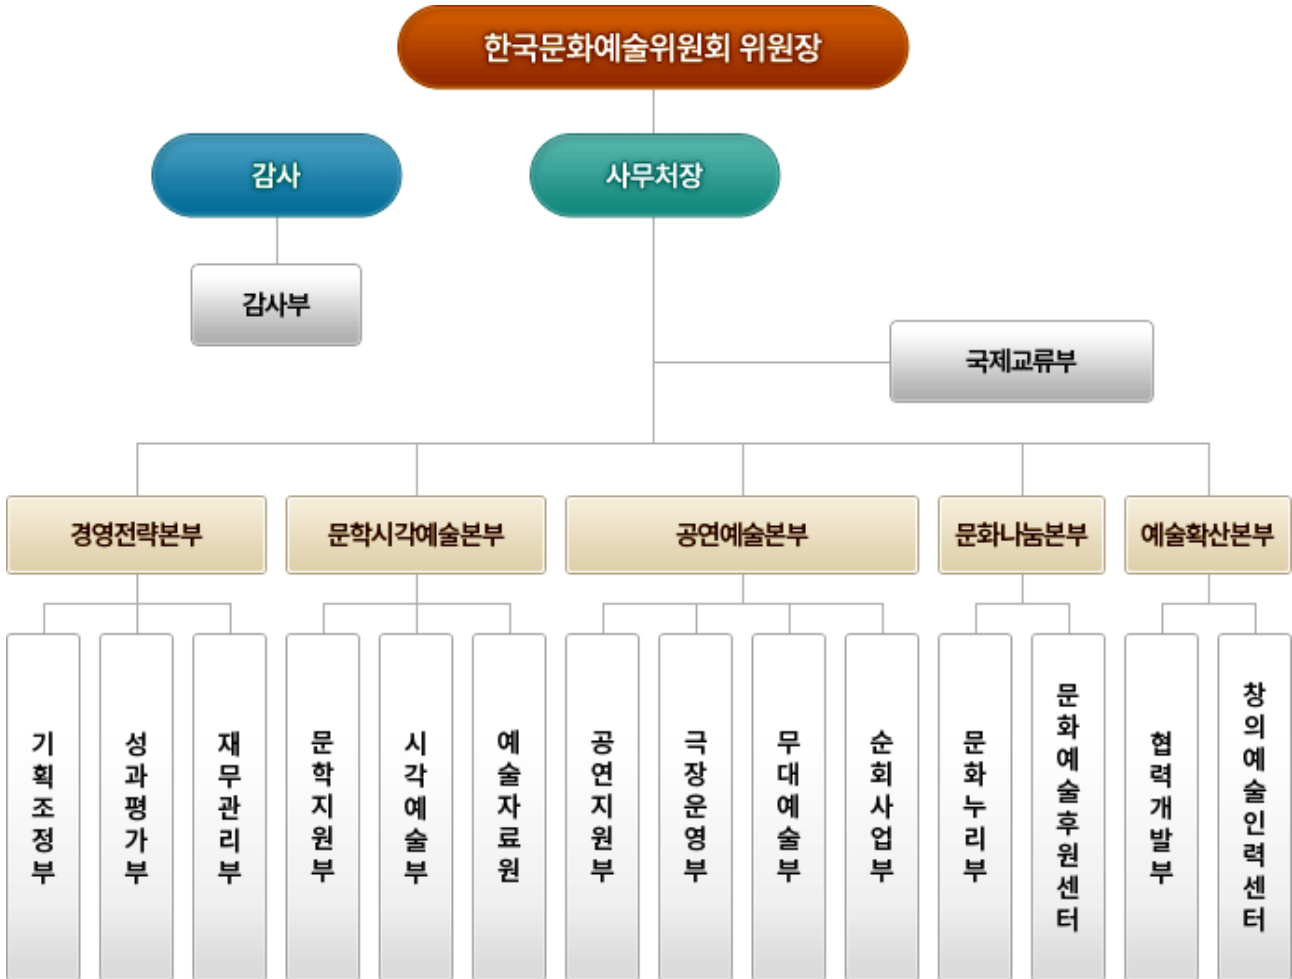 한국문화예술위원회 위원장
감사
사무처장
감사부
국제교류부
경영전략본부
문학시각예술본부
공연예술본부
문화나눔본부
예술확산본부
기획조정부
성과평가부
재무관리부
문학지원부
시각예술부
예술자료원
공연지원부
극장운영부
무대예술부
순회사업부
문화누리부
문화예술후원센터
협력개발부
창의예술인력센터